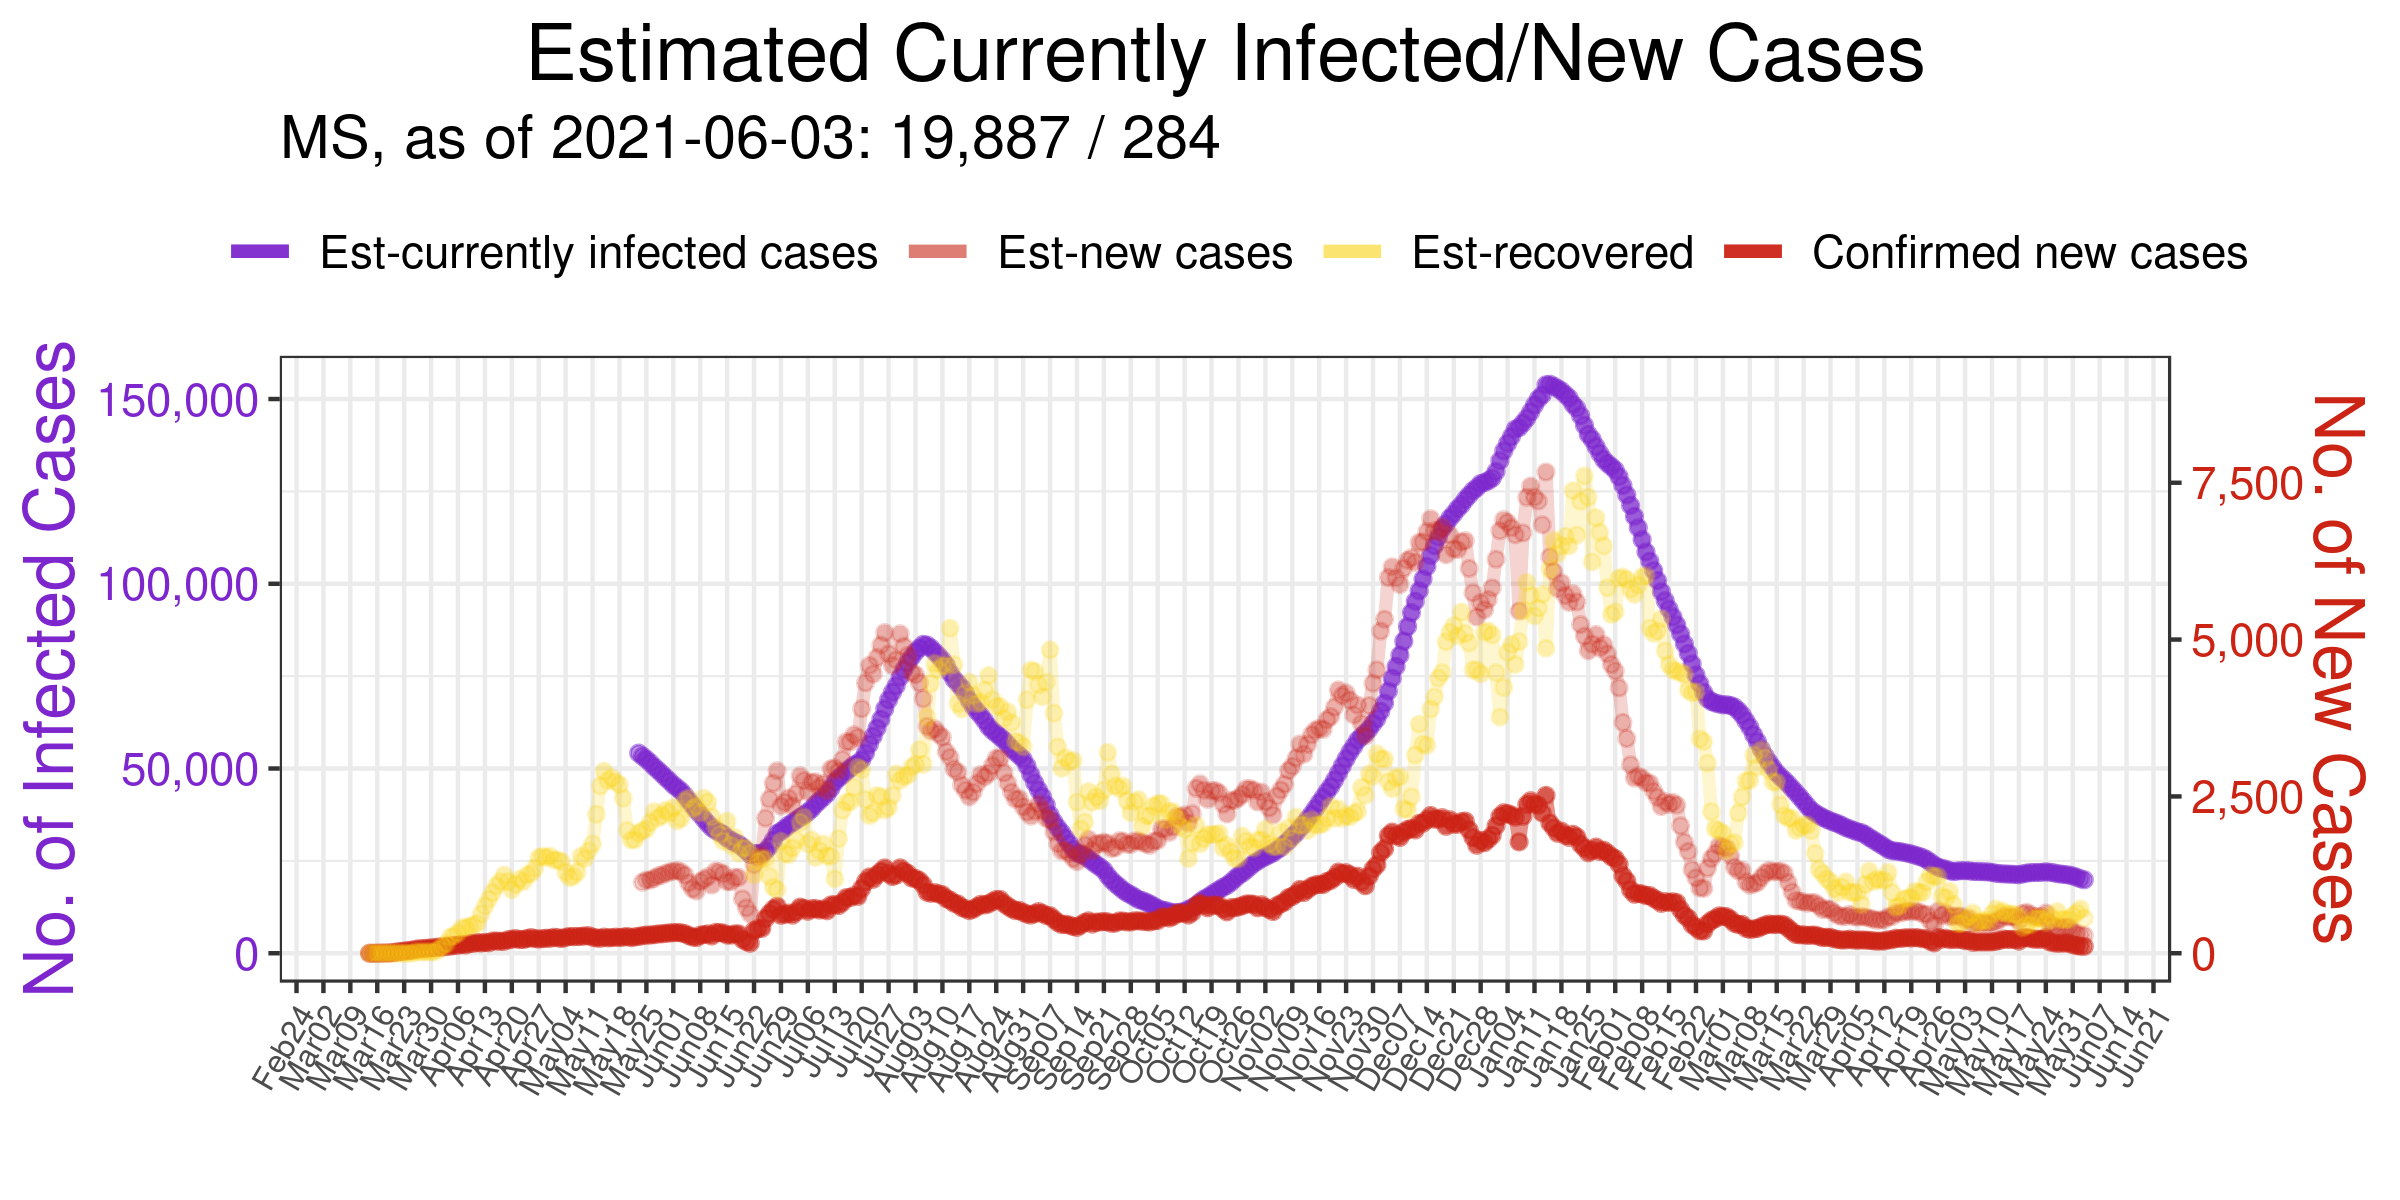 Estimated Currently Infected/New Cases
MS, as of 2021-06-03: 19,887 / 284
Est-currently infected cases Est-new cases Est-recovered Confirmed new cases
No. of Infected Cases
150,000
100,000
50,000
0
7,500
5,000
2,500
0
No. of New Cases
Feb24
Mar02
Mar09
Mar16
Mar23
Mar30
Apr06
Apr13
Apr20
Apr27
May04
May11
May18
May25
Jun01
Jun08
Jun15
Jun22
Jun29
Jul06
Jul13
Jul20
Jul27
Aug03
Aug10
Aug17
Aug24
Aug31
Sep07
Sep14
Sep21
Sep28
Oct05
Oct12
Oct19
Oct26
Nov02
Nov09
Nov16
Nov23
Nov30
Dec07
Dec14
Dec21
Dec28
Jan04
Jan11
Jan18
Jan25
Feb01
Feb08
Feb15
Feb22
Mar01
Mar08
Mar15
Mar22
Mar29
Apr05
Apr12
Apr19
Apr26
May03
May10
May17
May24
May31
Jun07
Jun14
Jun21